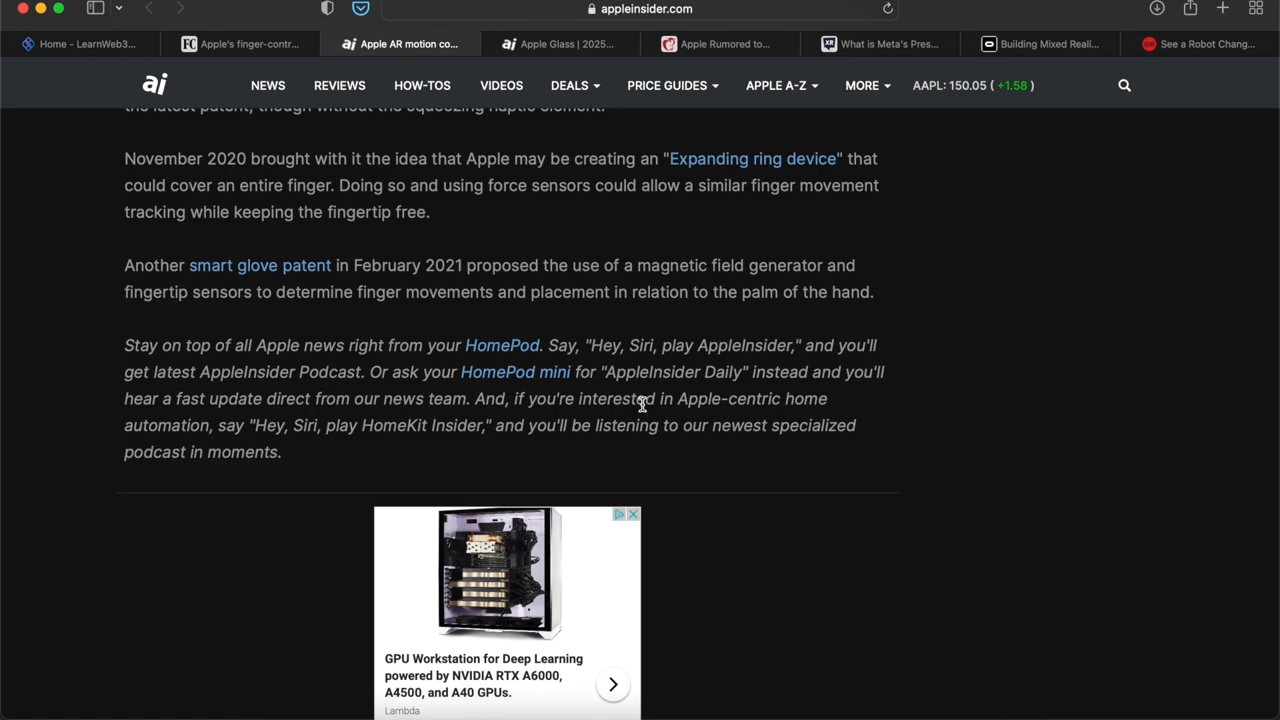 appleinsider.com
Home - LearnWeb3...
FC Apple's finger-contr...
ai Apple AR motion co...
ai Apple Glass | 2025...
Apple Rumored to...
XR What is Meta's Pres...
Building Mixed Reali...
See a Robot Chang...
ai
NEWS
REVIEWS
HOW-TOS
VIDEOS
DEALS
PRICE GUIDES
APPLE A-Z
MORE
AAPL: 150.05 ( +1.58 )
the latest patent, though without the squeezing haptic element.
November 2020 brought with it the idea that Apple may be creating an "Expanding ring device" that
could cover an entire finger. Doing so and using force sensors could allow a similar finger movement
tracking while keeping the fingertip free.
Another smart glove patent in February 2021 proposed the use of a magnetic field generator and
fingertip sensors to determine finger movements and placement in relation to the palm of the hand.
Stay on top of all Apple news right from your HomePod. Say, "Hey, Siri, play AppleInsider," and you'll
get latest AppleInsider Podcast. Or ask your HomePod mini for "AppleInsider Daily" instead and you'll
hear a fast update direct from our news team. And, if you're interested in Apple-centric home
automation, say "Hey, Siri, play HomeKit Insider," and you'll be listening to our newest specialized
podcast in moments.
GPU Workstation for Deep Learning
powered by NVIDIA RTX A6000,
A4500, and A40 GPUs.
Lambda